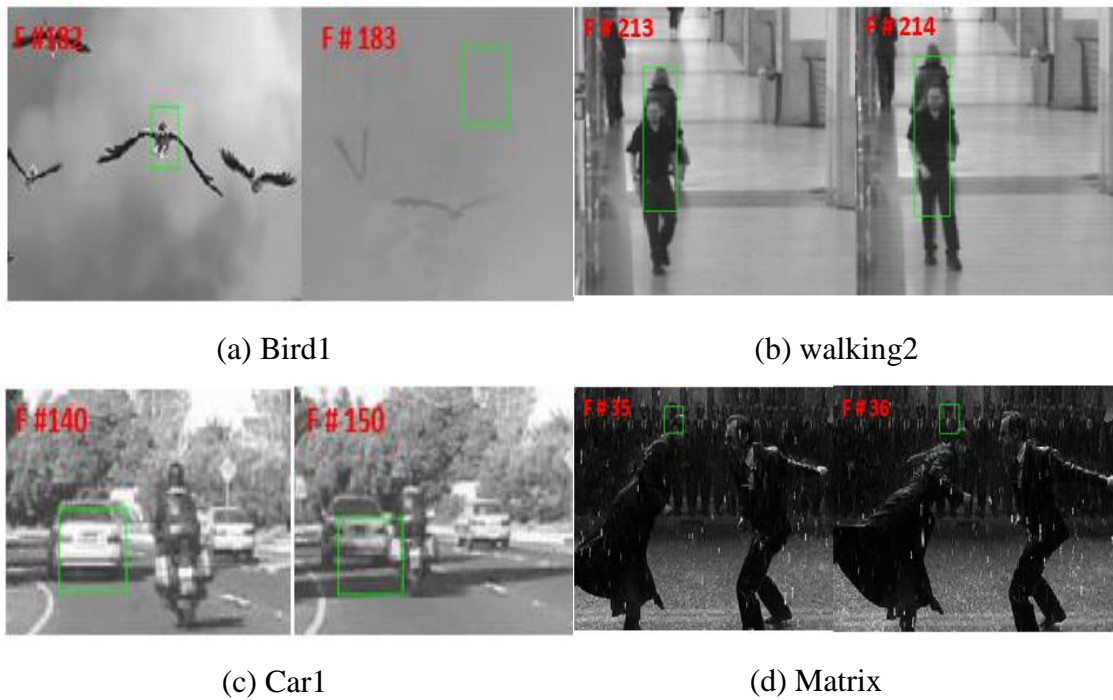 F #182
F # 183
F # 213
F # 214
(a) Bird1
(b) walking2
F #140
F # 150
F # 35
F # 36
(c) Car1
(d) Matrix